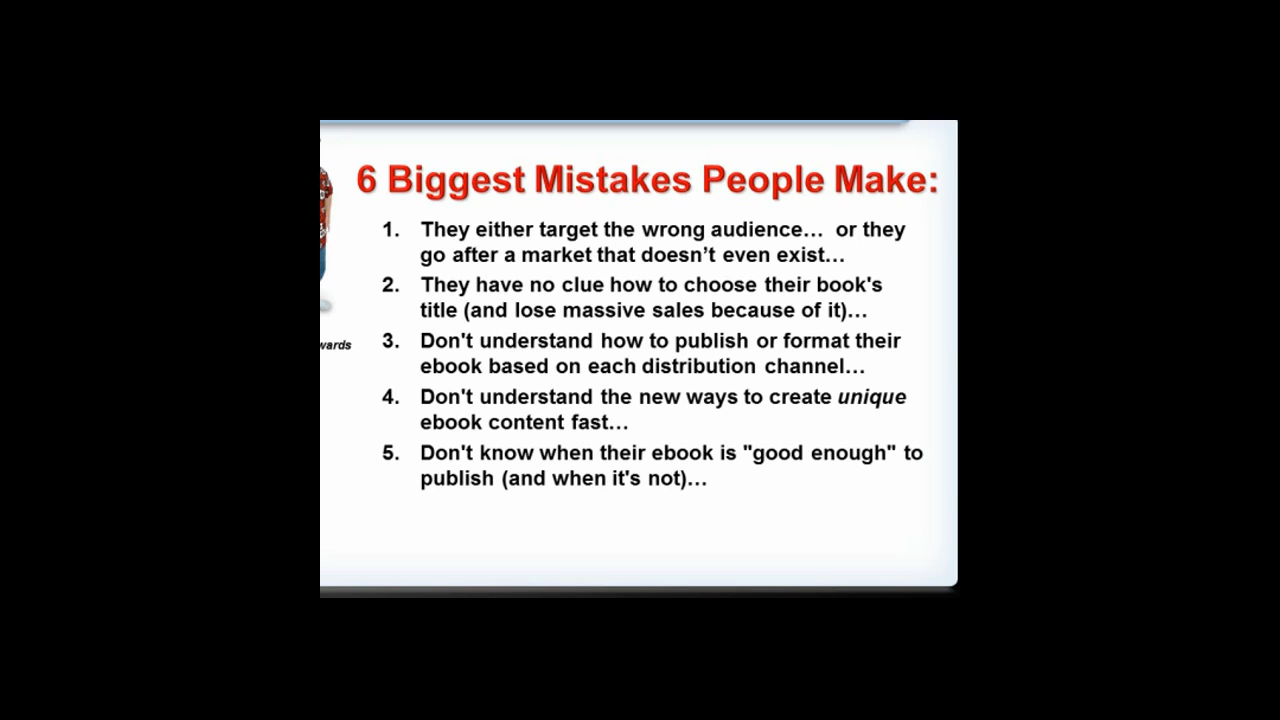 6 Biggest Mistakes People Make:
1. They either target the wrong audience… or they
go after a market that doesn’t even exist…
2. They have no clue how to choose their book's
title (and lose massive sales because of it)…
3. Don't understand how to publish or format their
ebook based on each distribution channel…
4. Don't understand the new ways to create unique
ebook content fast…
5. Don't know when their ebook is "good enough" to
publish (and when it's not)…